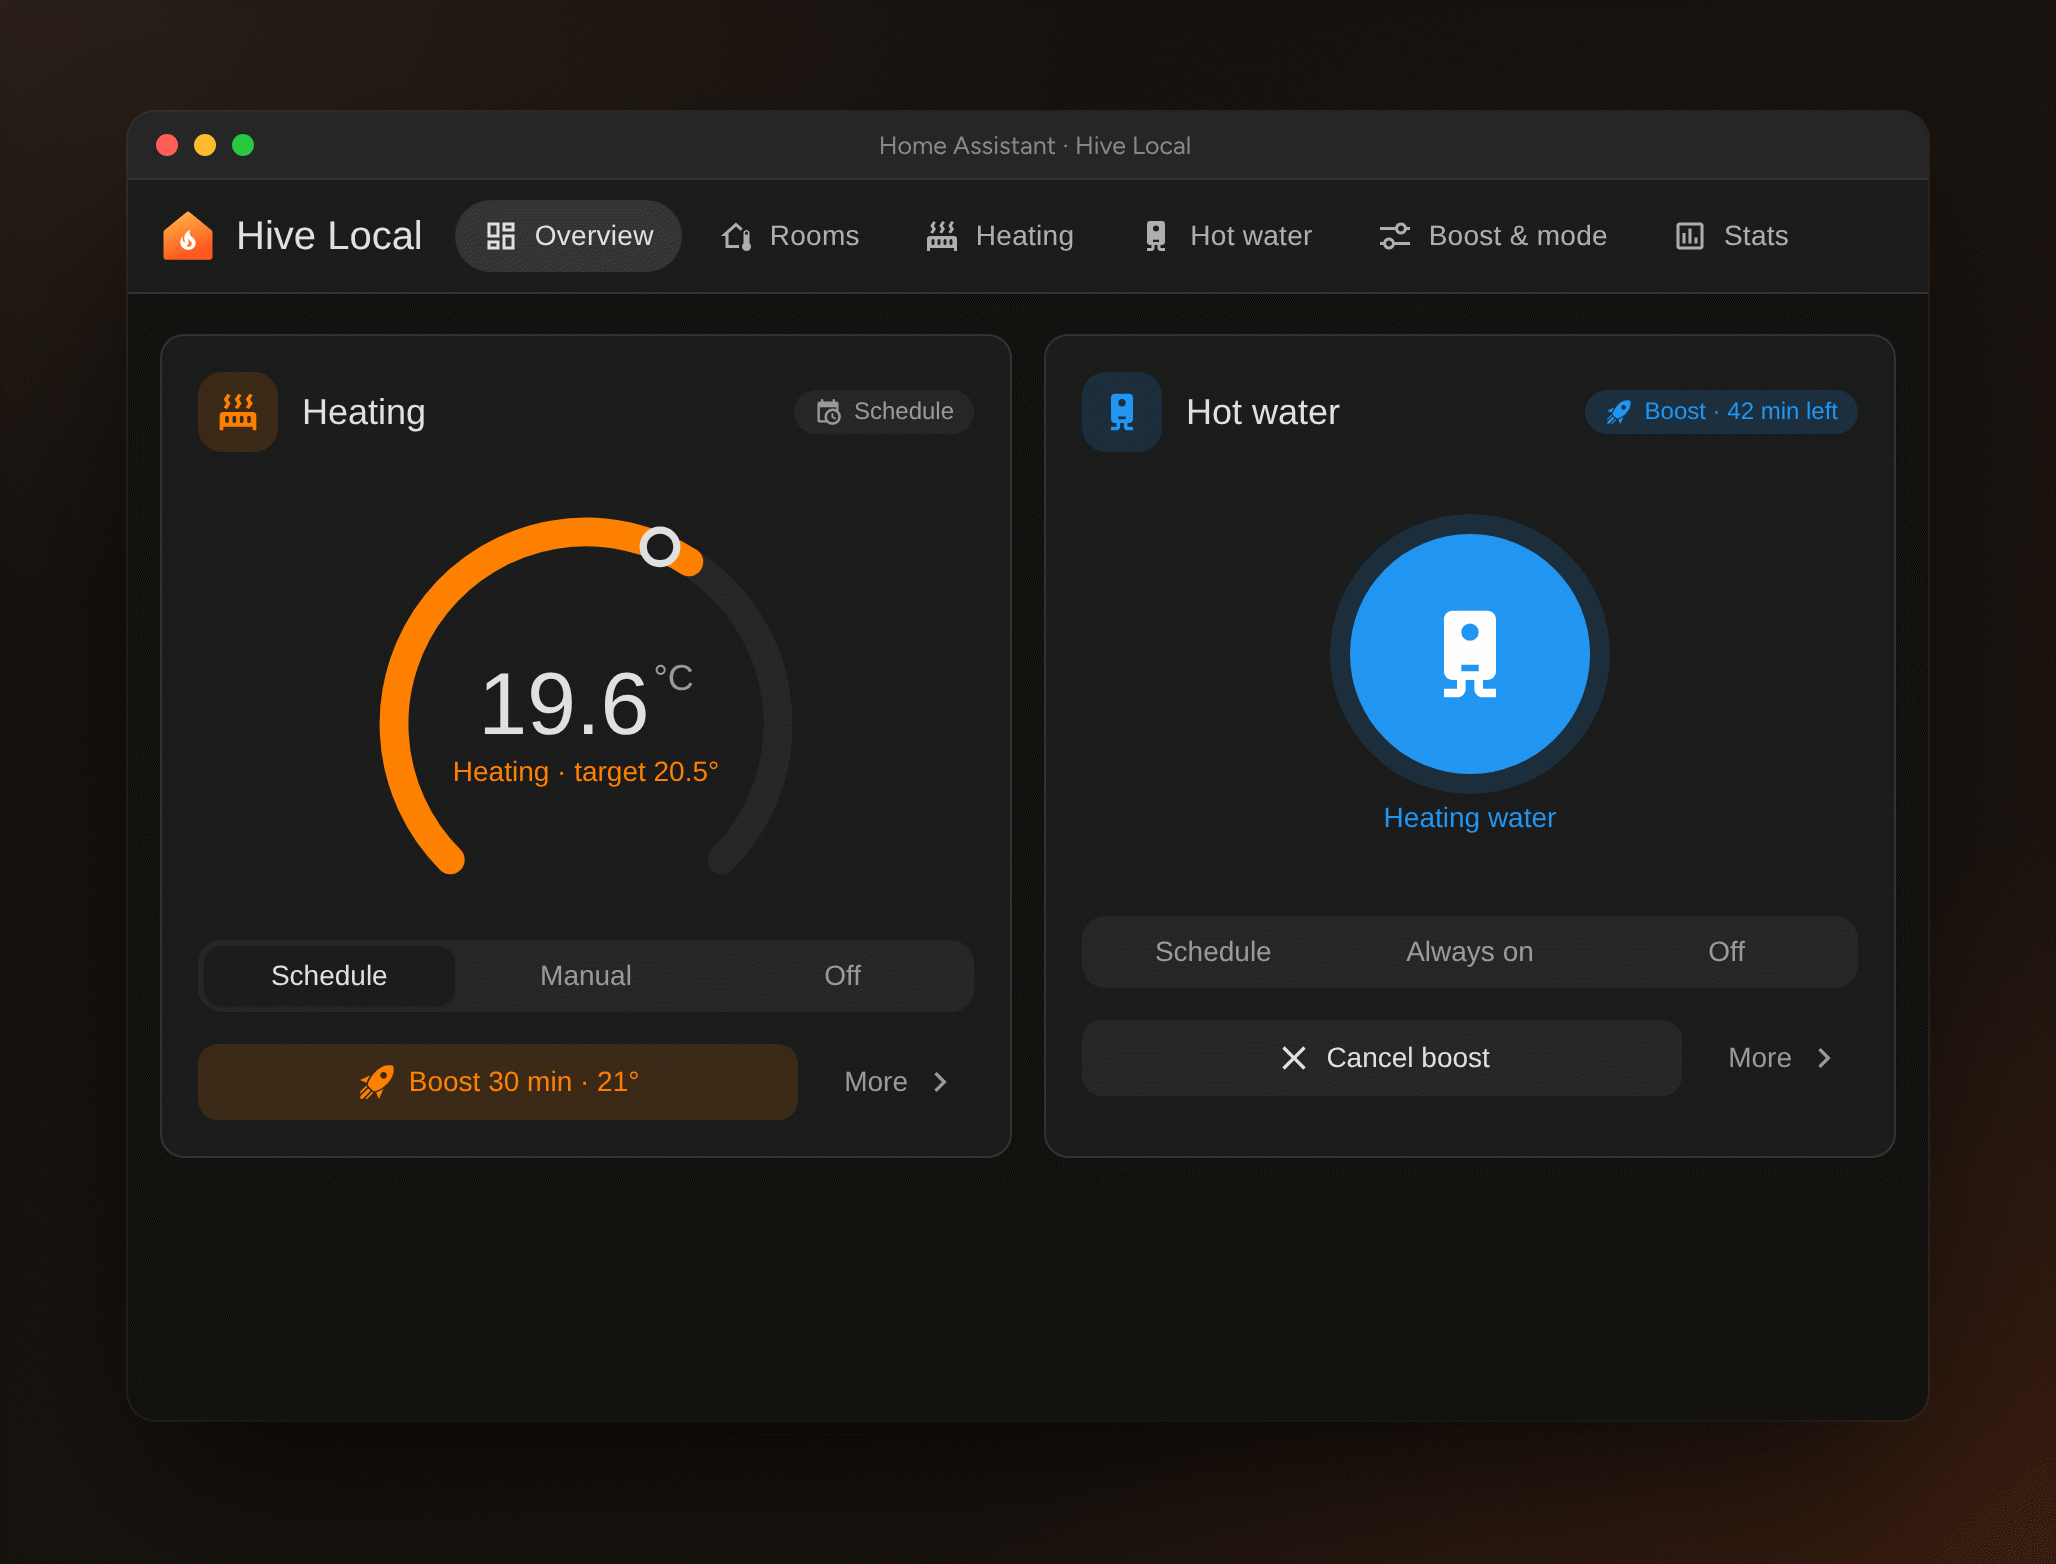 Home Assistant · Hive Local
Hive Local
Overview
Rooms
Heating
Hot water
Boost & mode
Stats
Heating
Schedule
19.6 °C
Heating · target 20.5°
Schedule
Manual
Off
Boost 30 min · 21°
More
Hot water
Boost · 42 min left
Heating water
Schedule
Always on
Off
Cancel boost
More